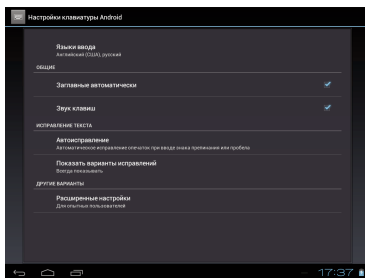 Настройки клавиатуры Android
Языки ввода
Английский (США), русский
ОБЩИЕ
Заглавные автоматически
Звук клавиш
ИСПРАВЛЕНИЕ ТЕКСТА
Автоисправление
Автоматическое исправление опечаток при вводе знака препинания или пробела
Показать варианты исправлений
Всегда показывать
ДРУГИЕ ВАРИАНТЫ
Расширенные настройки
Для опытных пользователей
17:37